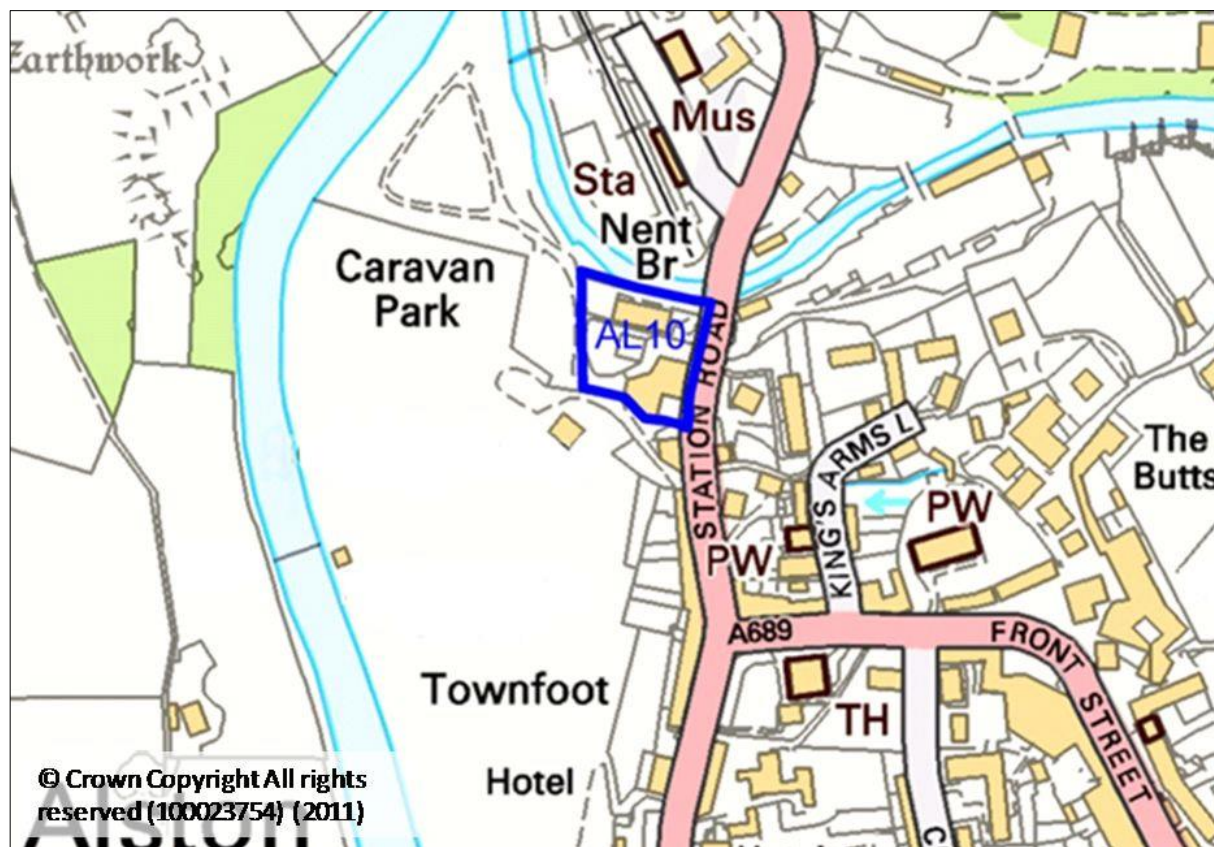 Earthwork
Mus
Sta
Nent
Br
Caravan
Park
AL10
STATION ROAD
KING'S ARMS L
The
Butts
PW
PW
A689
FRONT STREET
Townfoot
TH
Hotel
C
© Crown Copyright All rights
reserved (100023754) (2011)
Alston